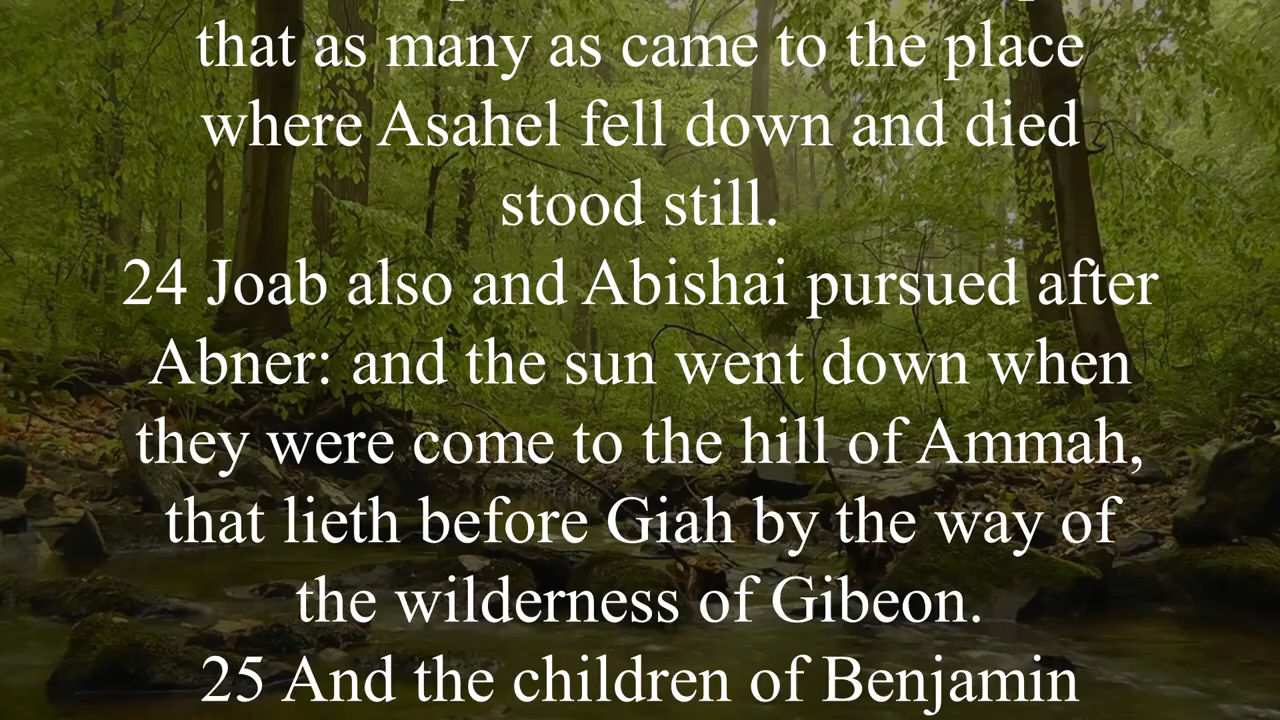 that as many as came to the place
where Asahel fell down and died
stood still.
24 Joab also and Abishai pursued after
Abner: and the sun went down when
they were come to the hill of Ammah,
that lieth before Giah by the way of
the wilderness of Gibeon.
25 And the children of Benjamin